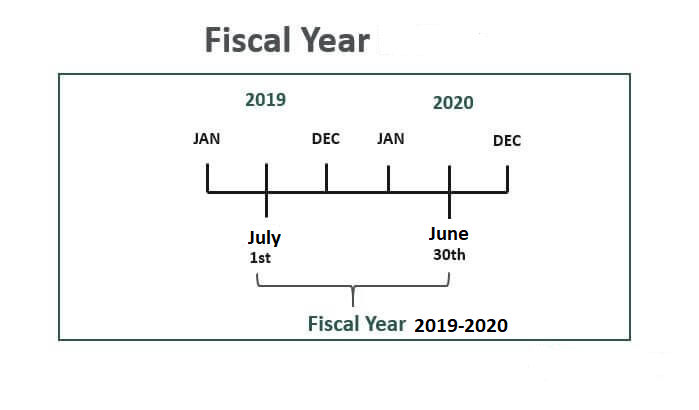 Fiscal Year
2019 2020
JAN DEC JAN DEC
July June
1st 30th
Fiscal Year 2019-2020